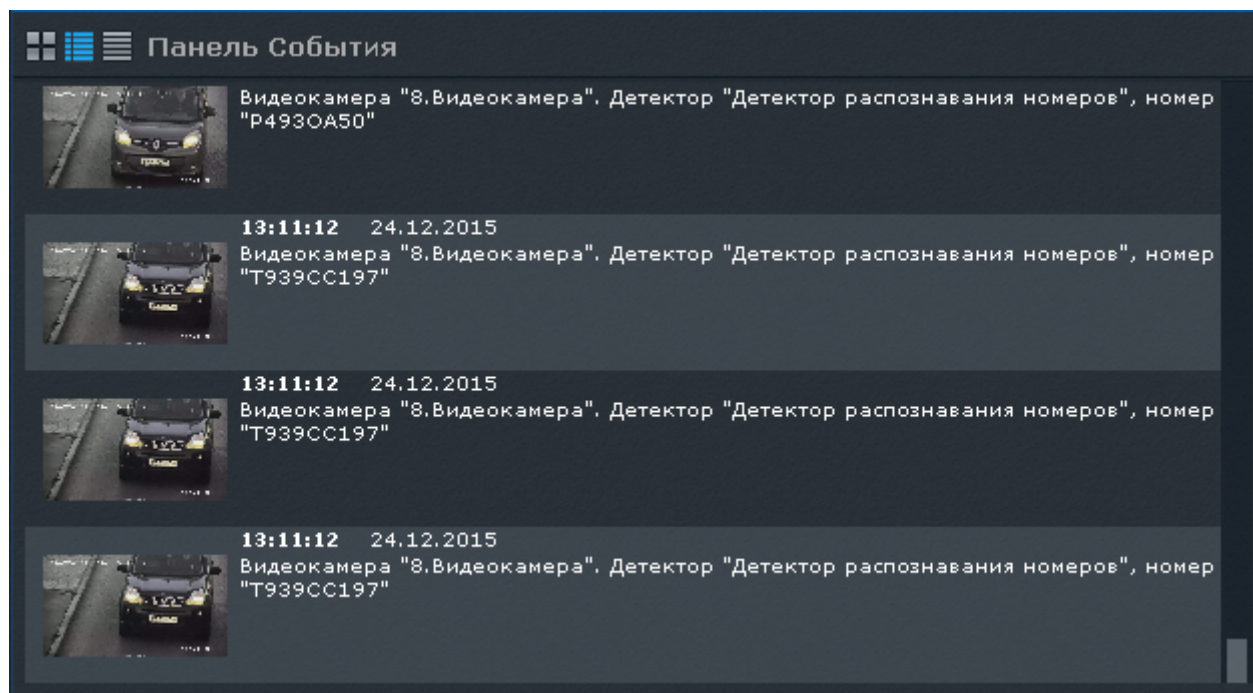 Панель События
Видеокамера "8.Видеокамера". Детектор "Детектор распознавания номеров", номер
"Р493ОА50"
13:11:12 24.12.2015
Видеокамера "8.Видеокамера". Детектор "Детектор распознавания номеров", номер
"Т939СС197"
13:11:12 24.12.2015
Видеокамера "8.Видеокамера". Детектор "Детектор распознавания номеров", номер
"Т939СС197"
13:11:12 24.12.2015
Видеокамера "8.Видеокамера". Детектор "Детектор распознавания номеров", номер
"Т939СС197"